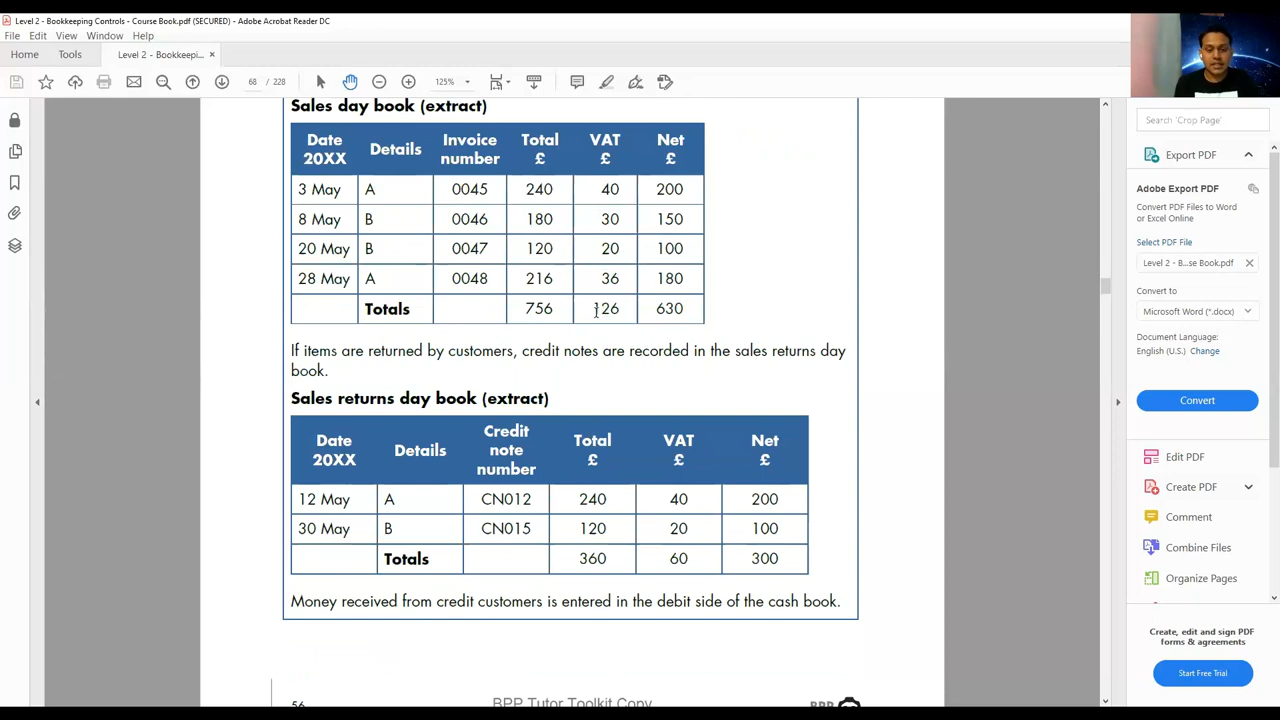 Level 2 - Bookkeeping Controls - Course Book.pdf (SECURED) - Adobe Acrobat Reader DC
File Edit View Window Help
Home Tools Level 2 - Bookkeepi... ×
68 / 228 125%
Sales day book (extract)
Date 20XX Details Invoice number Total £ VAT £ Net £
3 May A 0045 240 40 200
8 May B 0046 180 30 150
20 May B 0047 120 20 100
28 May A 0048 216 36 180
Totals 756 126 630
If items are returned by customers, credit notes are recorded in the sales returns day
book.
Sales returns day book (extract)
Date 20XX Details Credit note number Total £ VAT £ Net £
12 May A CN012 240 40 200
30 May B CN015 120 20 100
Totals 360 60 300
Money received from credit customers is entered in the debit side of the cash book.
56 BPP Tutor Toolkit Copy BPP
Search 'Crop Page'
Export PDF
Adobe Export PDF
Convert PDF Files to Word
or Excel Online
Select PDF File
Level 2 - B...se Book.pdf
Convert to
Microsoft Word (*.docx)
Document Language:
English (U.S.) Change
Convert
Edit PDF
Create PDF
Comment
Combine Files
Organize Pages
Create, edit and sign PDF
forms & agreements
Start Free Trial